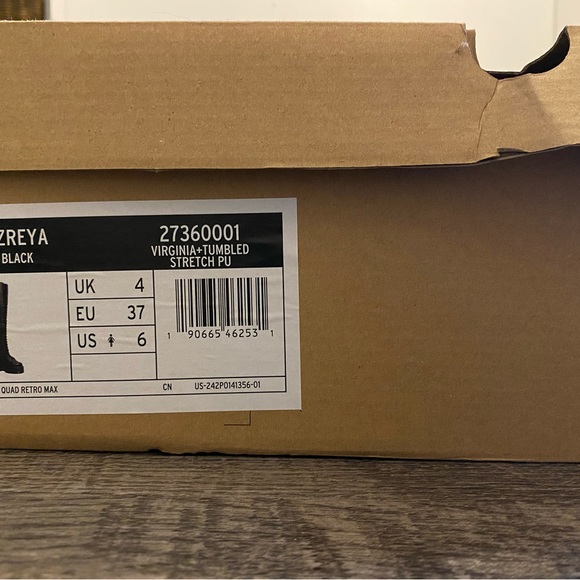 ZREYA
BLACK
27360001
VIRGINIA+TUMBLED
STRETCH PU
UK 4
EU 37
US 6
1 90665 46253 1
QUAD RETRO MAX
CN
US-242P0141356-01